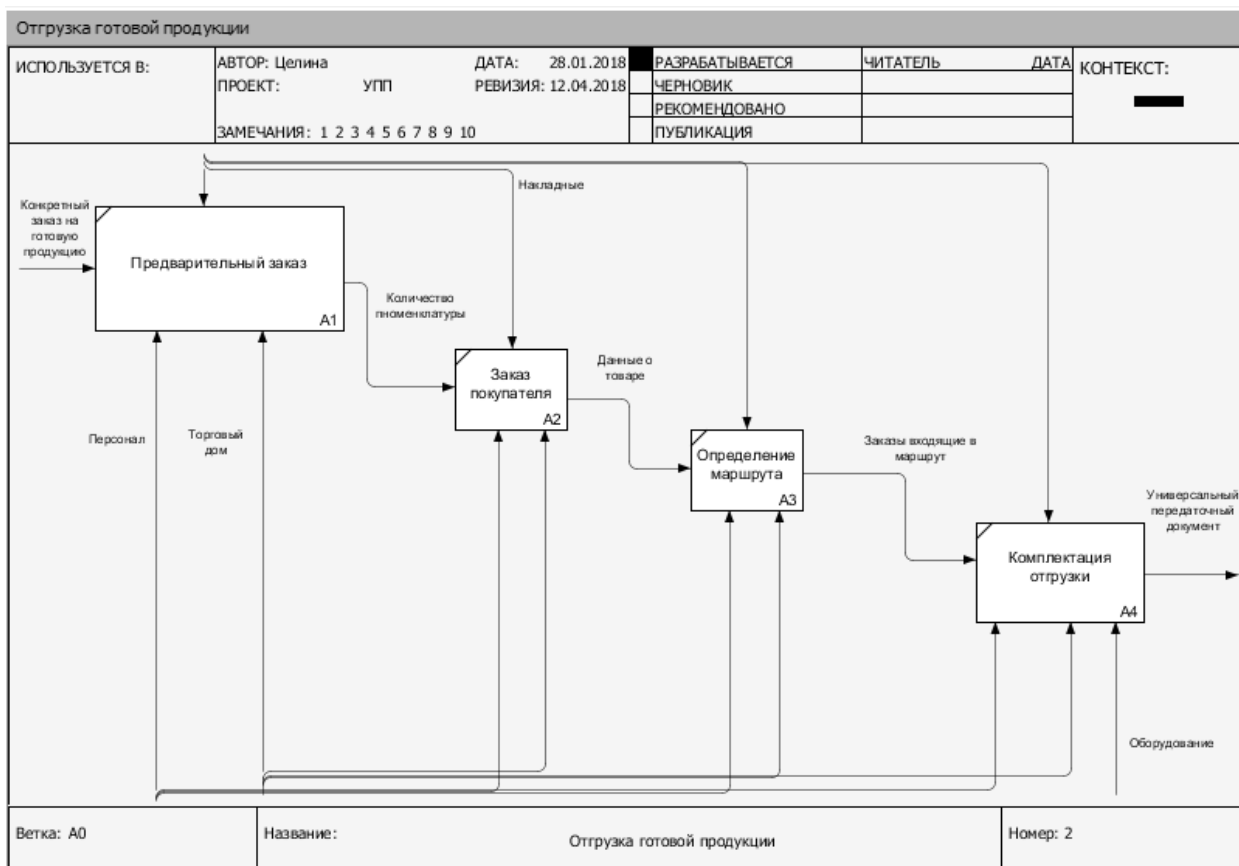 Отгрузка готовой продукции
ИСПОЛЬЗУЕТСЯ В:
АВТОР: Целина
ДАТА: 28.01.2018
ПРОЕКТ: УПП
РЕВИЗИЯ: 12.04.2018
ЗАМЕЧАНИЯ: 1 2 3 4 5 6 7 8 9 10
РАЗРАБАТЫВАЕТСЯ
ЧЕРНОВИК
РЕКОМЕНДОВАНО
ПУБЛИКАЦИЯ
ЧИТАТЕЛЬ
ДАТА
КОНТЕКСТ:
Накладные
Конкретный
заказ на
готовую
продукцию
Предварительный заказ
A1
Количество
пноменклатуры
Заказ
покупателя
A2
Данные о
товаре
Персонал
Торговый
дом
Определение
маршрута
A3
Заказы входящие в
маршрут
Универсальный
передаточный
документ
Комплектация
отгрузки
A4
Оборудование
Ветка: A0
Название:
Отгрузка готовой продукции
Номер: 2